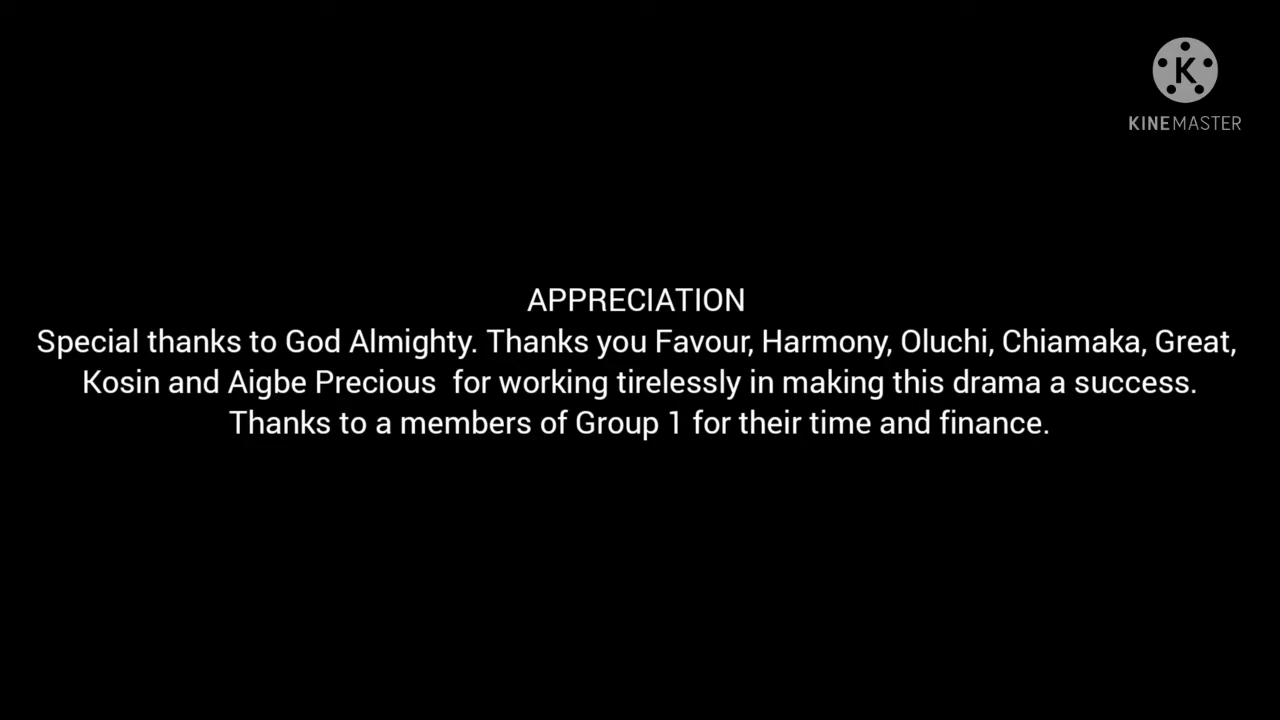 K
KINEMASTER
APPRECIATION
Special thanks to God Almighty. Thanks you Favour, Harmony, Oluchi, Chiamaka, Great,
Kosin and Aigbe Precious  for working tirelessly in making this drama a success.
Thanks to a members of Group 1 for their time and finance.